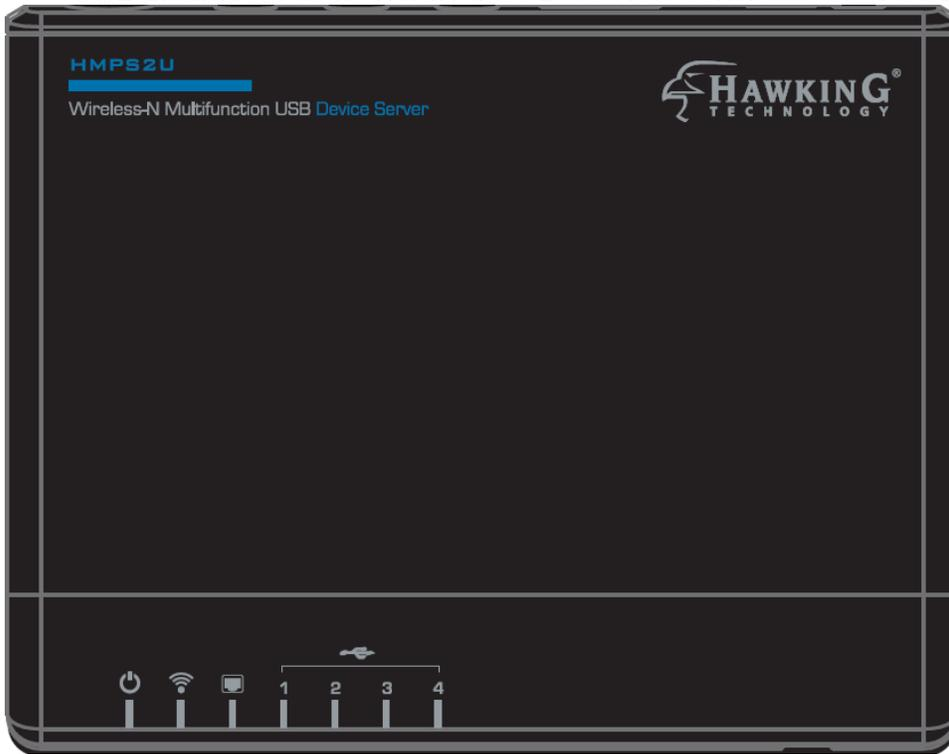 HMPS2U
Wireless-N Multifunction USB Device Server
HAWKING®
TECHNOLOGY
1 2 3 4